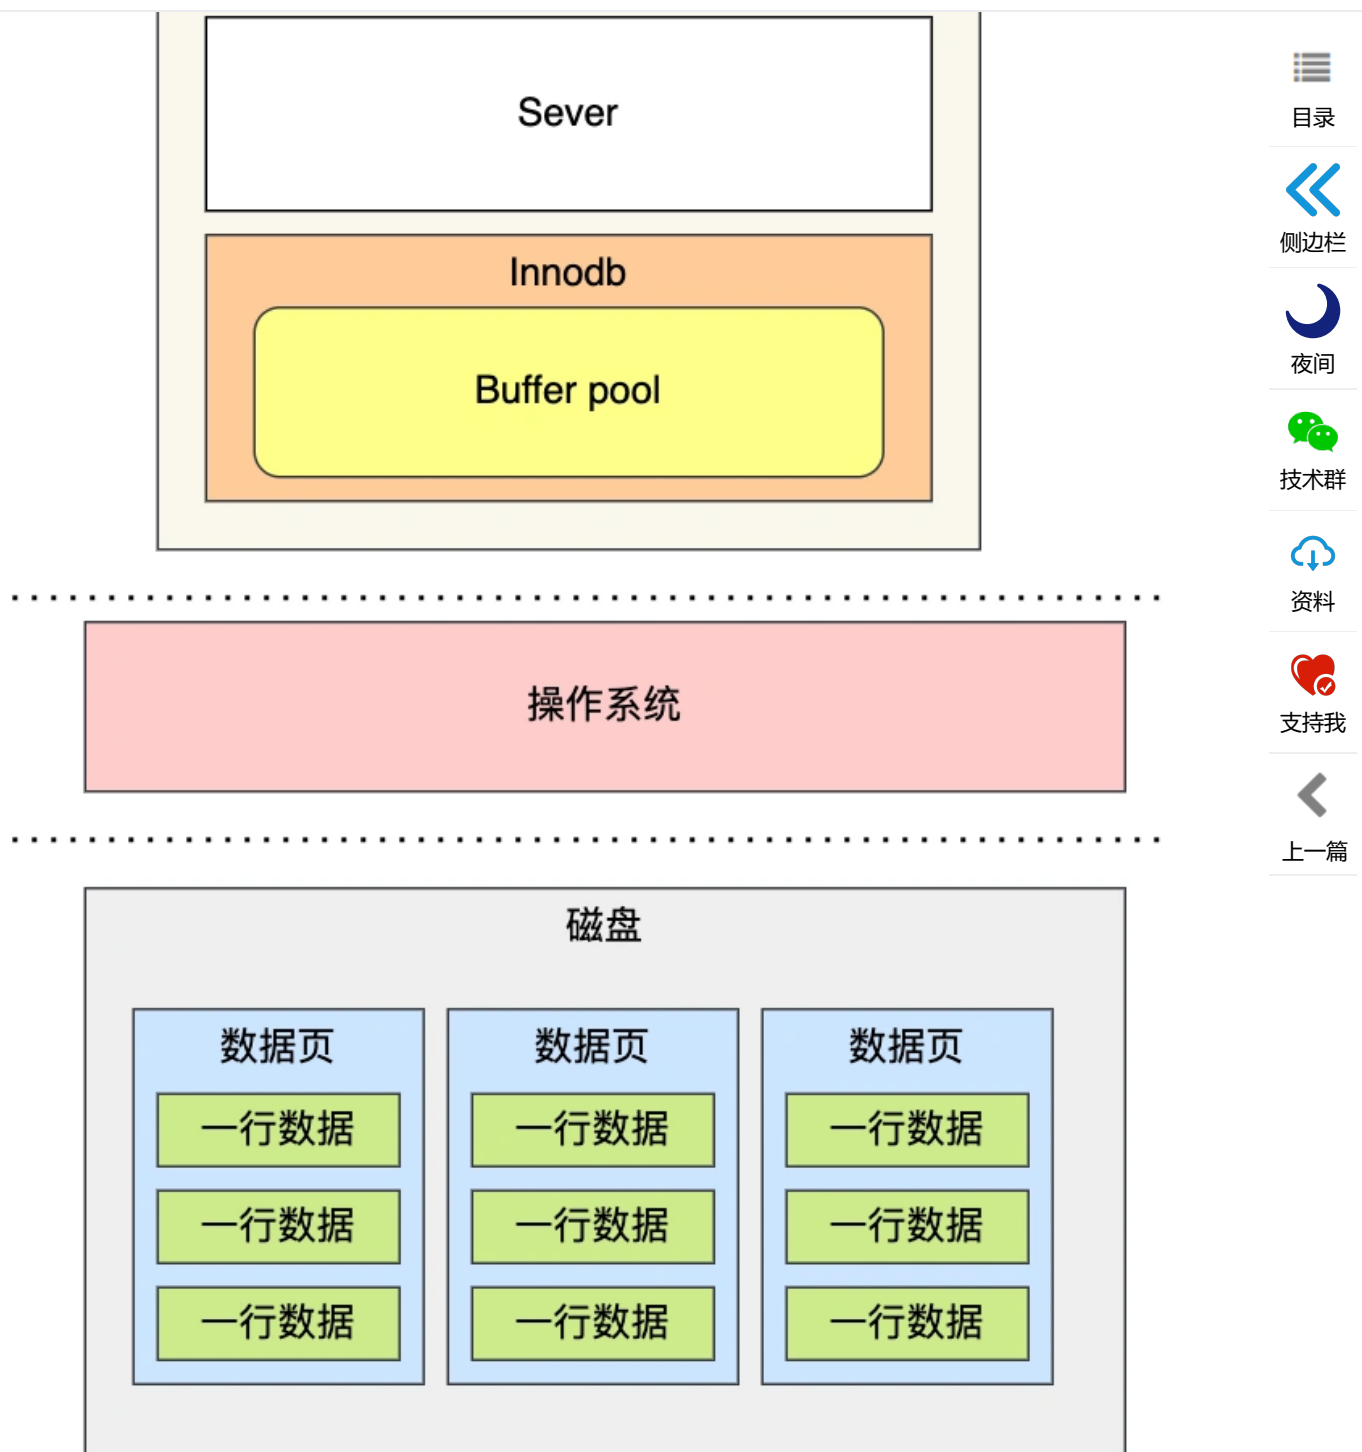 Sever
Innodb
Buffer pool
操作系统
磁盘
数据页 数据页 数据页
一行数据 一行数据 一行数据
一行数据 一行数据 一行数据
一行数据 一行数据 一行数据
目录
侧边栏
夜间
技术群
资料
支持我
上一篇